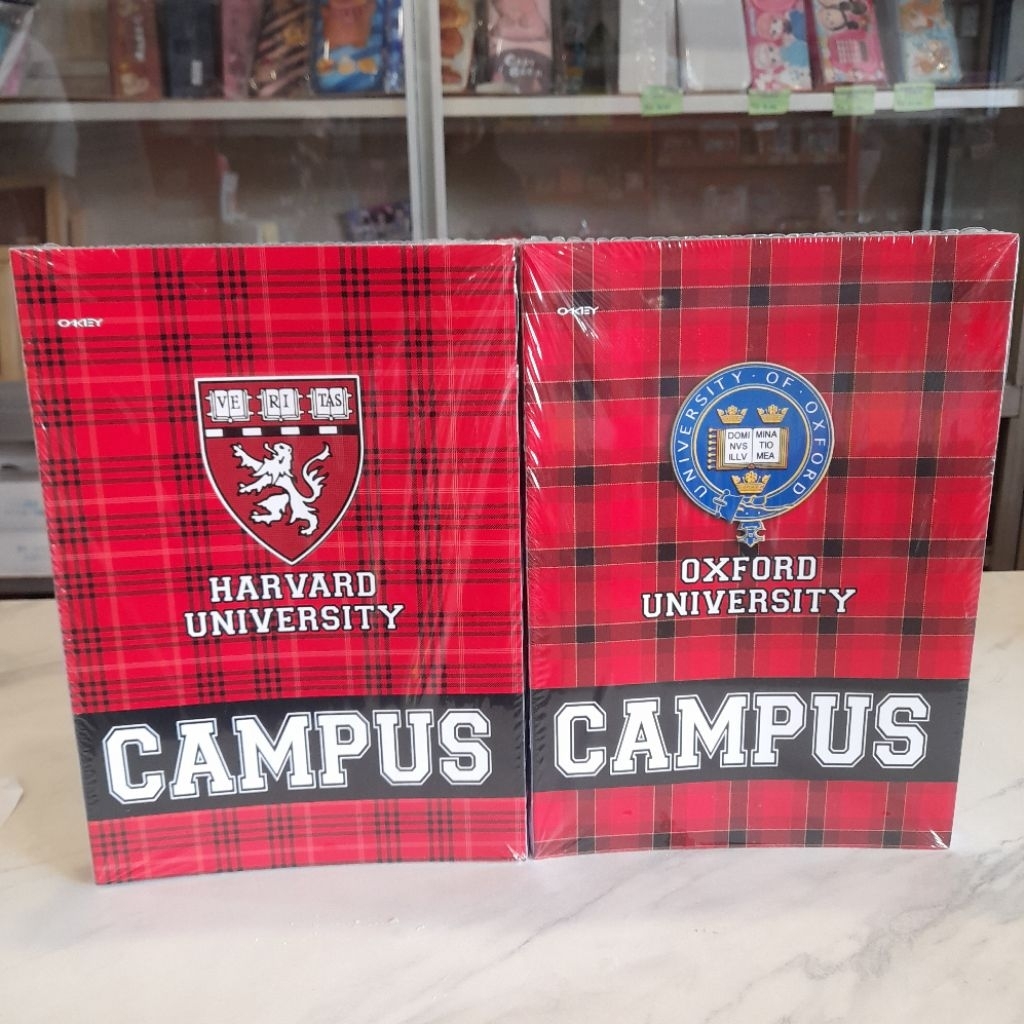 OKEY
VE RI TAS
HARVARD
UNIVERSITY
CAMPUS
OKEY
UNIVERSITY · OF · OXFORD
DOMI MINA
NVS TIO
ILLV MEA
OXFORD
UNIVERSITY
CAMPUS